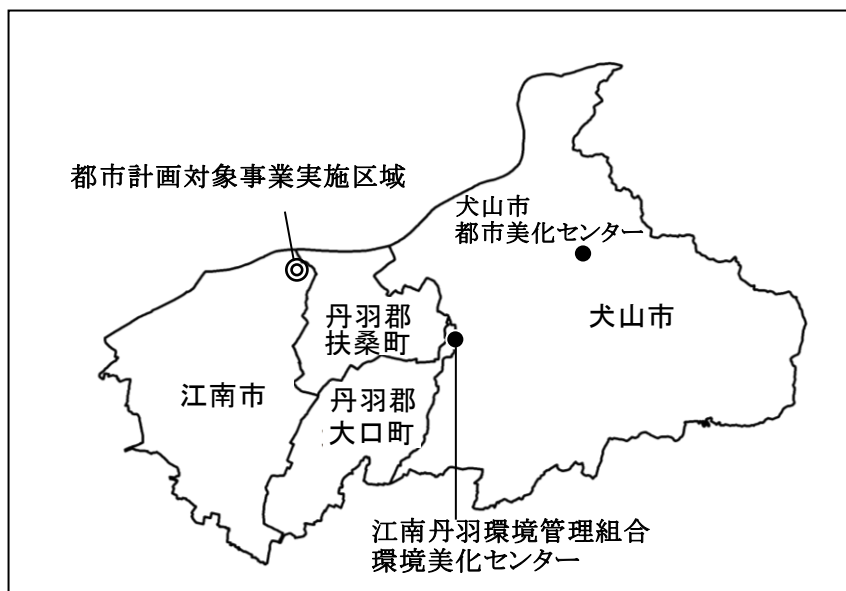 都市計画対象事業実施区域
犬山市
都市美化センター
丹羽郡
扶桑町
犬山市
江南市
丹羽郡
大口町
江南丹羽環境管理組合
環境美化センター